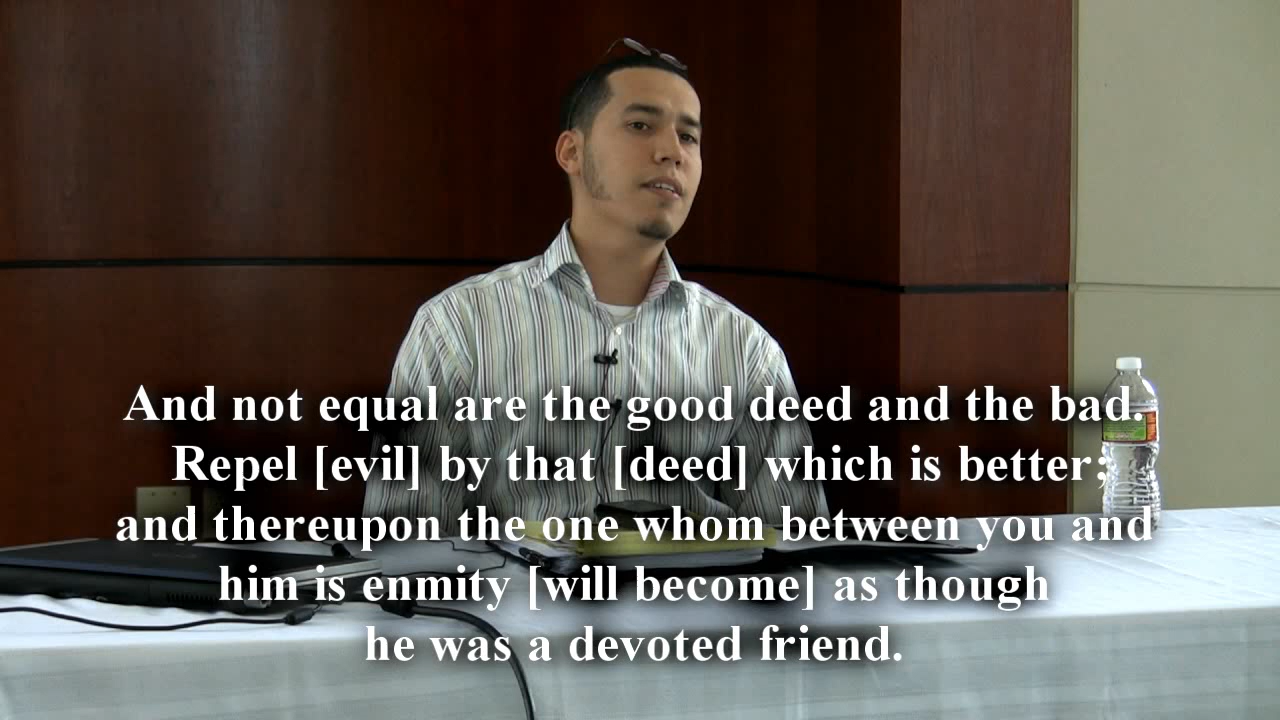 And not equal are the good deed and the bad.
Repel [evil] by that [deed] which is better;
and thereupon the one whom between you and
him is enmity [will become] as though
he was a devoted friend.